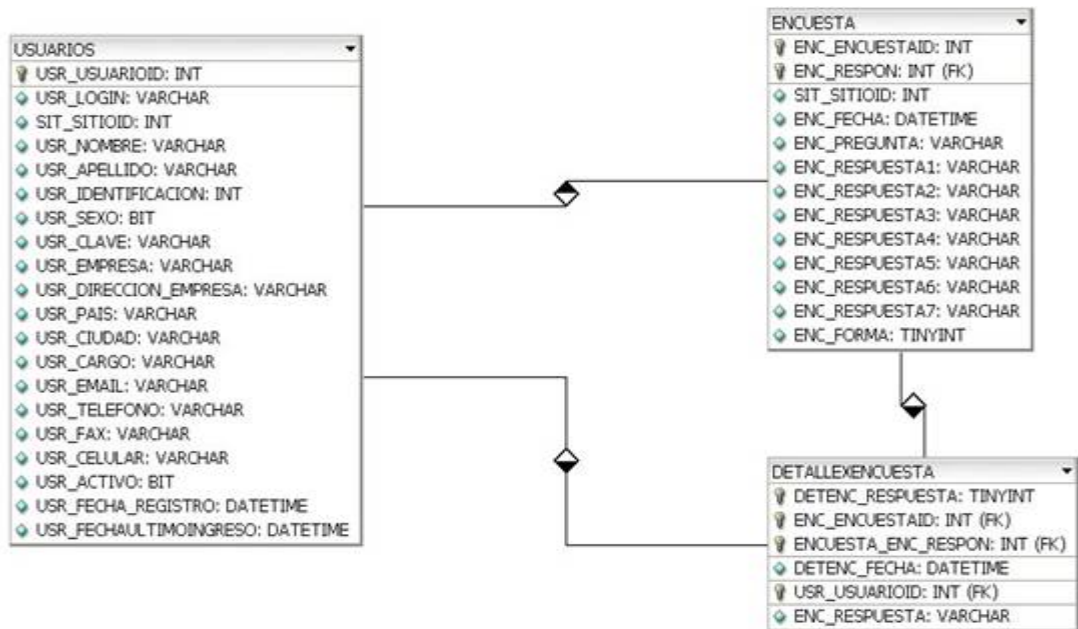 USUARIOS
USR_USUARIOID: INT
USR_LOGIN: VARCHAR
SIT_SITIOID: INT
USR_NOMBRE: VARCHAR
USR_APELLIDO: VARCHAR
USR_IDENTIFICACION: INT
USR_SEXO: BIT
USR_CLAVE: VARCHAR
USR_EMPRESA: VARCHAR
USR_DIRECCION_EMPRESA: VARCHAR
USR_PAIS: VARCHAR
USR_CIUDAD: VARCHAR
USR_CARGO: VARCHAR
USR_EMAIL: VARCHAR
USR_TELEFONO: VARCHAR
USR_FAX: VARCHAR
USR_CELULAR: VARCHAR
USR_ACTIVO: BIT
USR_FECHA_REGISTRO: DATETIME
USR_FECHAULTIMOINGRESO: DATETIME
ENCUESTA
ENC_ENCUESTAID: INT
ENC_RESPON: INT (FK)
SIT_SITIOID: INT
ENC_FECHA: DATETIME
ENC_PREGUNTA: VARCHAR
ENC_RESPUESTA1: VARCHAR
ENC_RESPUESTA2: VARCHAR
ENC_RESPUESTA3: VARCHAR
ENC_RESPUESTA4: VARCHAR
ENC_RESPUESTA5: VARCHAR
ENC_RESPUESTA6: VARCHAR
ENC_RESPUESTA7: VARCHAR
ENC_FORMA: TINYINT
DETALLEXENCUESTA
DETENC_RESPUESTA: TINYINT
ENC_ENCUESTAID: INT (FK)
ENCUESTA_ENC_RESPON: INT (FK)
DETENC_FECHA: DATETIME
USR_USUARIOID: INT (FK)
ENC_RESPUESTA: VARCHAR